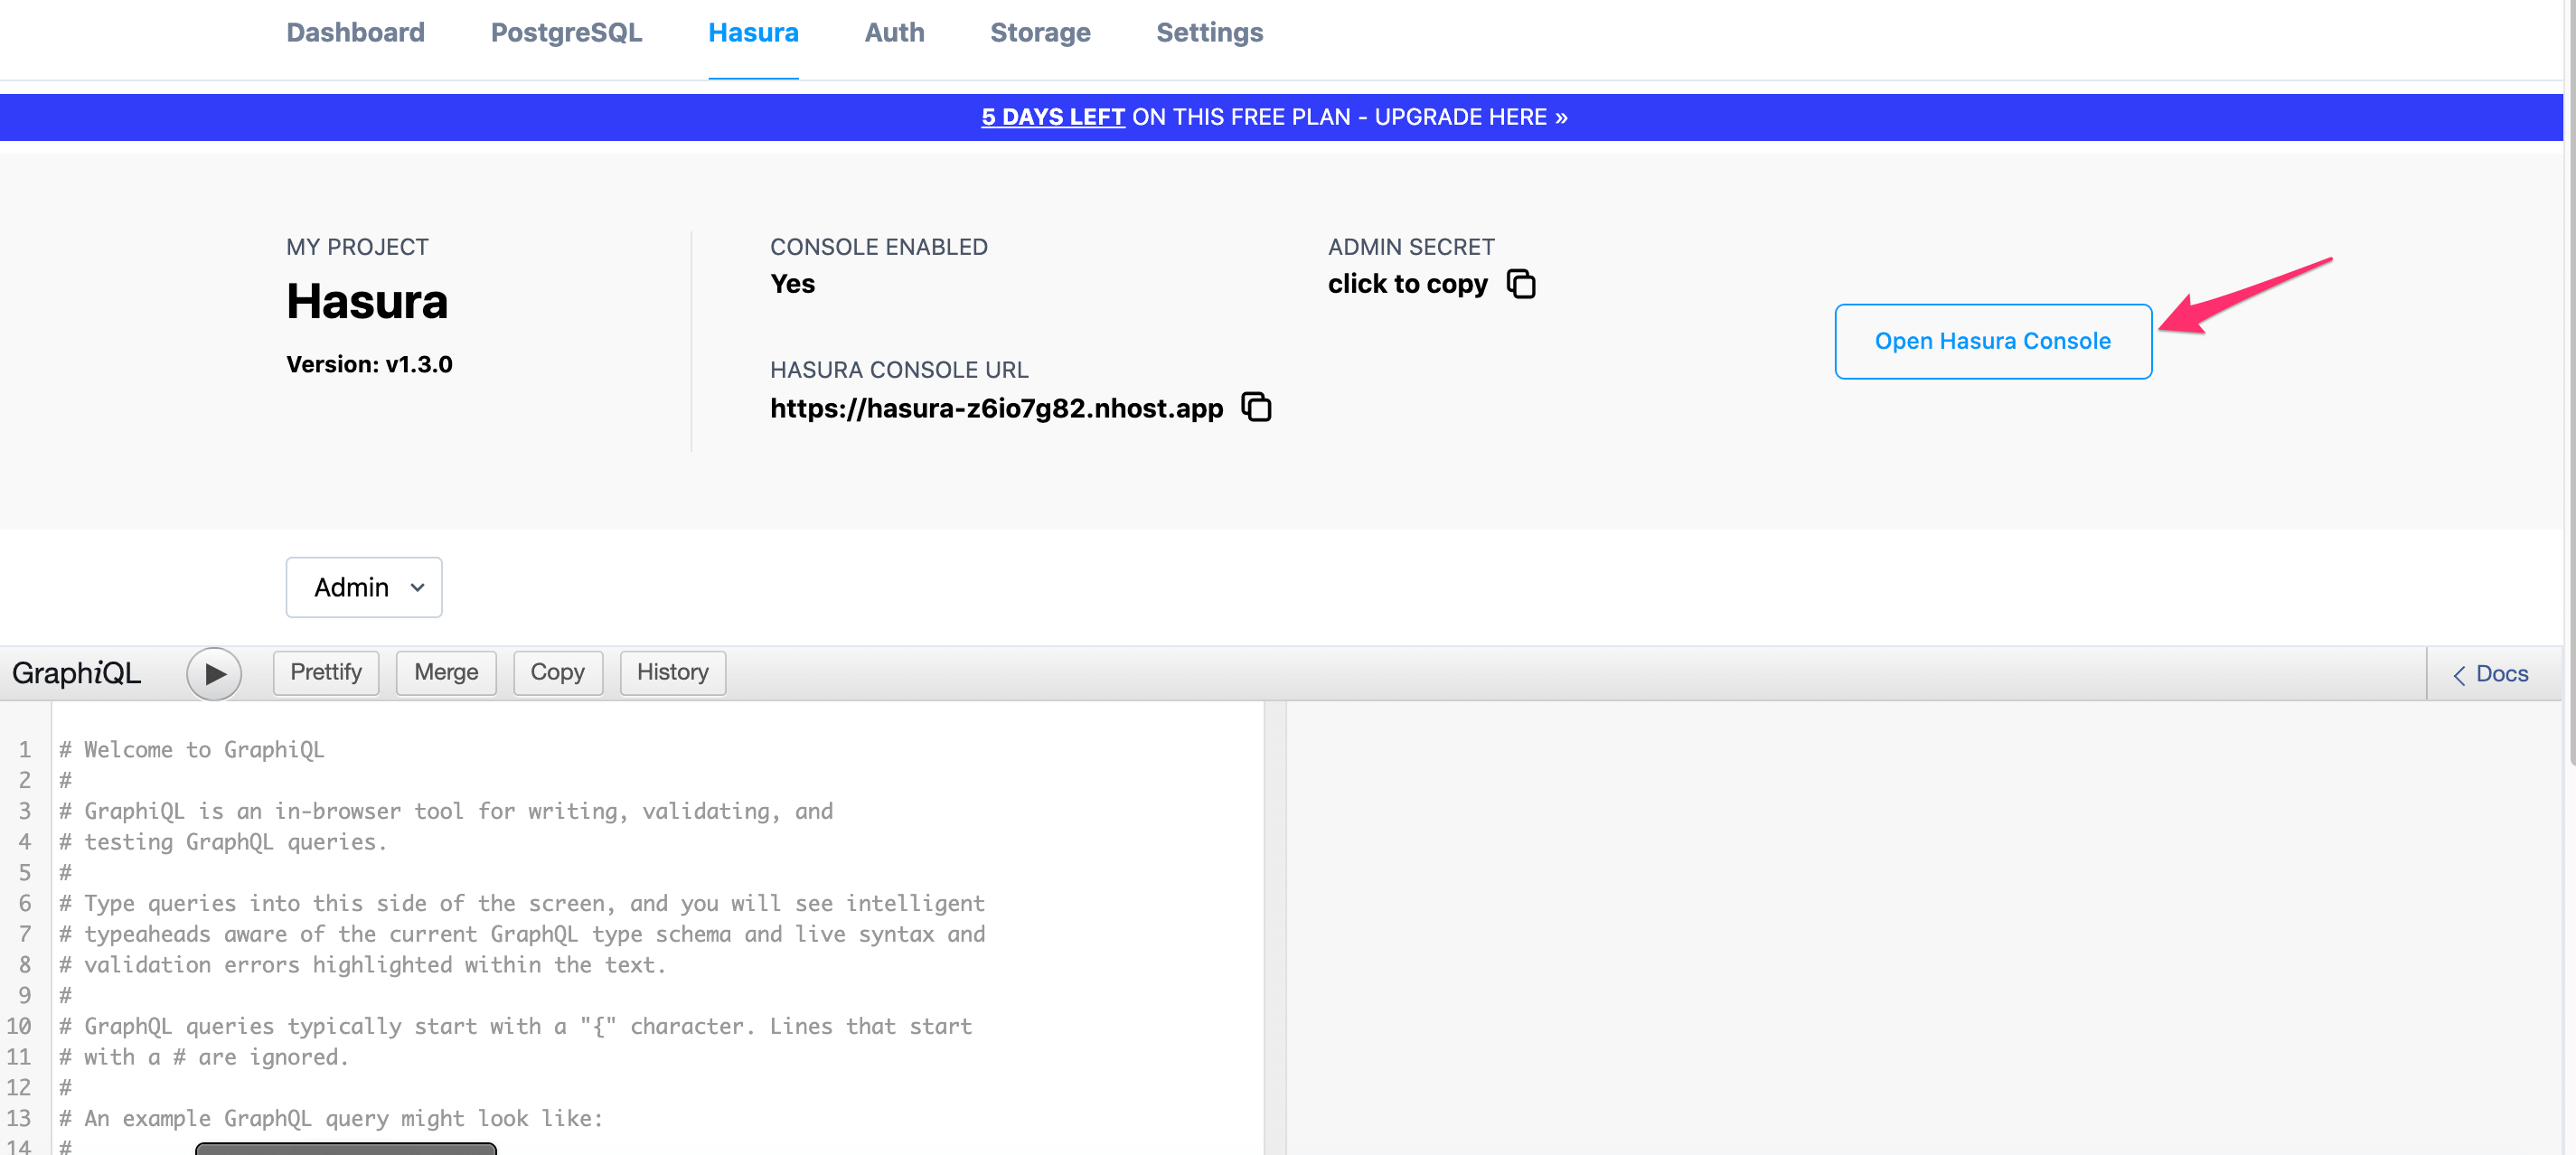 Dashboard PostgreSQL Hasura Auth Storage Settings
5 DAYS LEFT ON THIS FREE PLAN - UPGRADE HERE »
MY PROJECT
Hasura
Version: v1.3.0
CONSOLE ENABLED
Yes
HASURA CONSOLE URL
https://hasura-z6io7g82.nhost.app
ADMIN SECRET
click to copy
Open Hasura Console
Admin
GraphiQL Prettify Merge Copy History Docs
1 # Welcome to GraphiQL
2 #
3 # GraphiQL is an in-browser tool for writing, validating, and
4 # testing GraphQL queries.
5 #
6 # Type queries into this side of the screen, and you will see intelligent
7 # typeaheads aware of the current GraphQL type schema and live syntax and
8 # validation errors highlighted within the text.
9 #
10 # GraphQL queries typically start with a "{" character. Lines that start
11 # with a # are ignored.
12 #
13 # An example GraphQL query might look like:
14 #